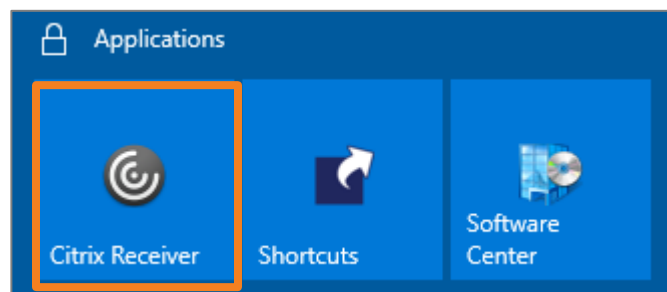 Applications
Citrix Receiver
Shortcuts
Software
Center